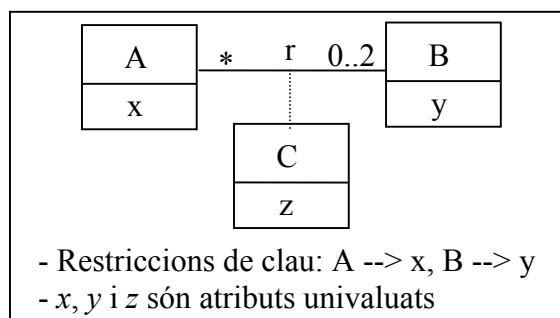 A * r 0..2 B
x y
C
z
- Restriccions de clau: A --> x, B --> y
- x, y i z són atributs univaluats